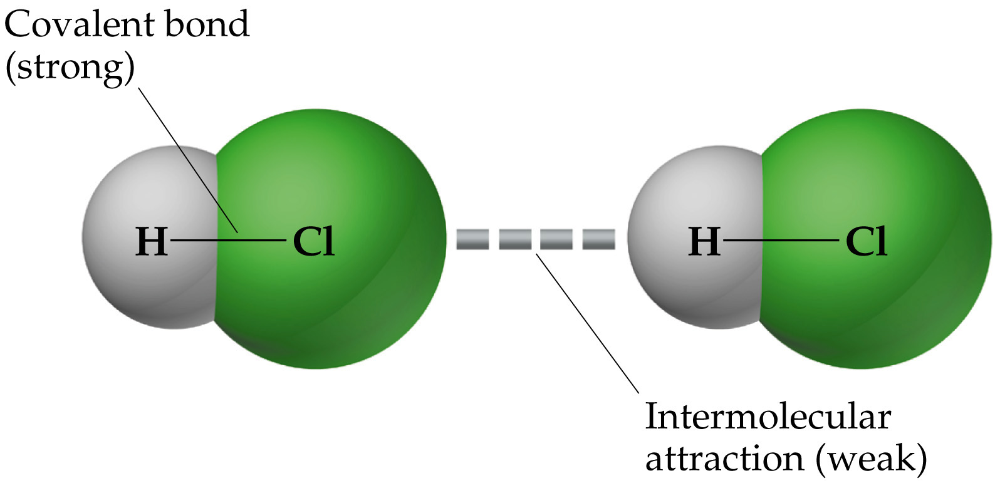 Covalent bond
(strong)
H
Cl
H
Cl
Intermolecular
attraction (weak)